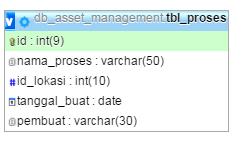 v db_asset_management.tbl_proses
id : int(9)
nama_proses : varchar(50)
# id_lokasi : int(10)
tanggal_buat : date
pembuat : varchar(30)